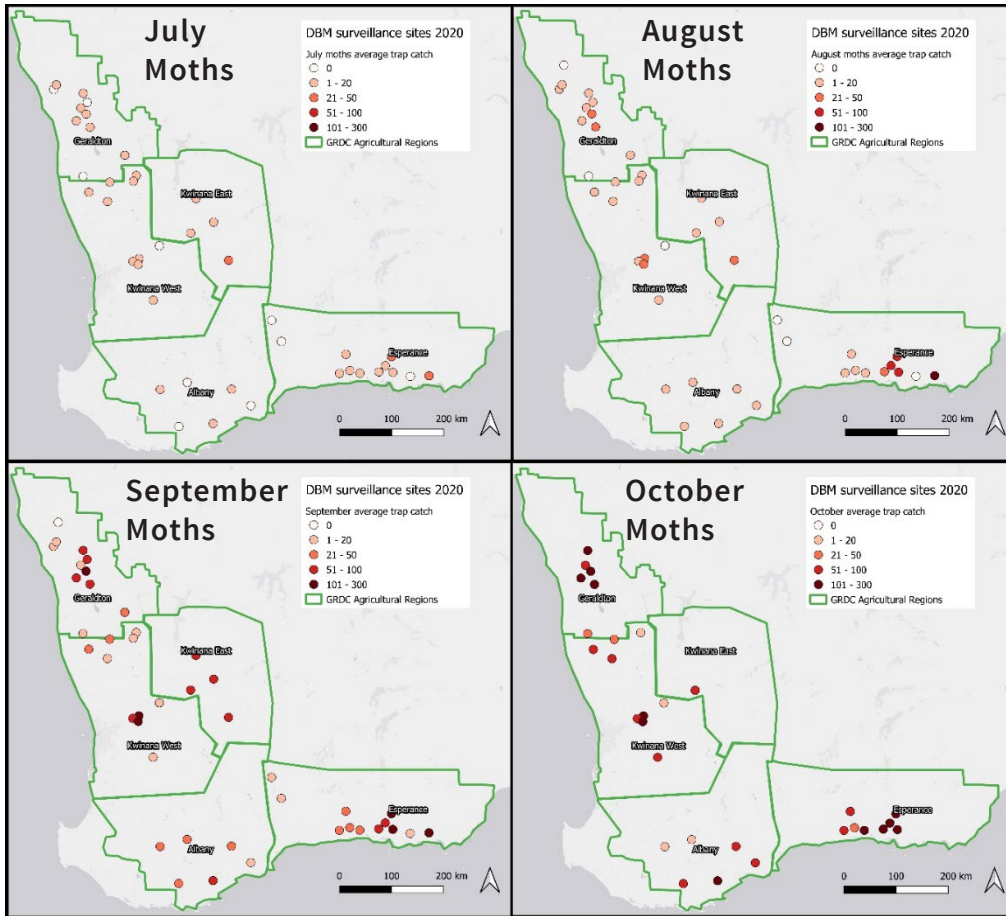 July
Moths
DBM surveillance sites 2020
July moths average trap catch
0
1 - 20
21 - 50
51 - 100
101 - 300
GRDC Agricultural Regions
Geraldton
Kwinana East
Kwinana West
Esperance
Albany
0 100 200 km
August
Moths
DBM surveillance sites 2020
August moths average trap catch
0
1 - 20
21 - 50
51 - 100
101 - 300
GRDC Agricultural Regions
Geraldton
Kwinana East
Kwinana West
Esperance
Albany
0 100 200 km
September
Moths
DBM surveillance sites 2020
September average trap catch
0
1 - 20
21 - 50
51 - 100
101 - 300
GRDC Agricultural Regions
Geraldton
Kwinana East
Kwinana West
Esperance
Albany
0 100 200 km
October
Moths
DBM surveillance sites 2020
October average trap catch
0
1 - 20
21 - 50
51 - 100
101 - 300
GRDC Agricultural Regions
Geraldton
Kwinana East
Kwinana West
Esperance
Albany
0 100 200 km